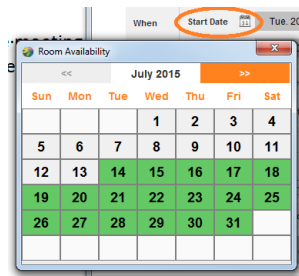 When Start Date 31 Tue. 20
meeting
Room Availability X
e
<< July 2015 >>
Sun Mon Tue Wed Thu Fri Sat
1 2 3 4
5 6 7 8 9 10 11
12 13 14 15 16 17 18
19 20 21 22 23 24 25
26 27 28 29 30 31